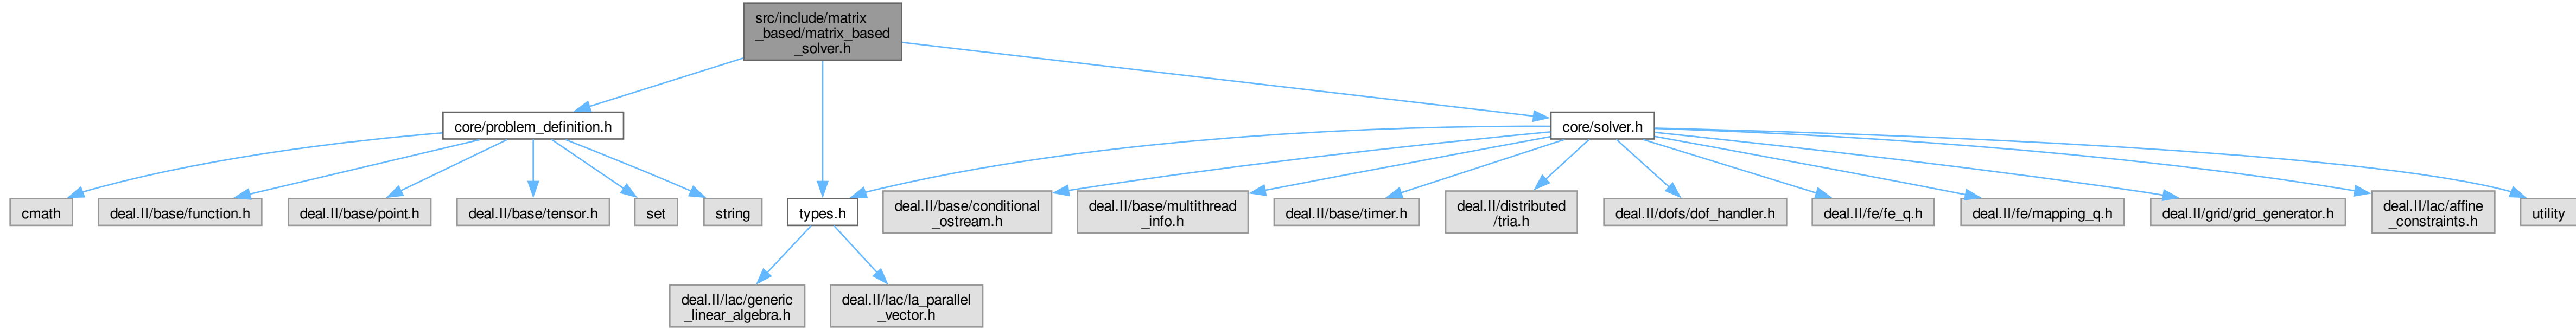 src/include/matrix
_based/matrix_based
_solver.h
core/problem_definition.h
core/solver.h
cmath
deal.II/base/function.h
deal.II/base/point.h
deal.II/base/tensor.h
set
string
types.h
deal.II/base/conditional
_ostream.h
deal.II/base/multithread
_info.h
deal.II/base/timer.h
deal.II/distributed
/tria.h
deal.II/dofs/dof_handler.h
deal.II/fe/fe_q.h
deal.II/fe/mapping_q.h
deal.II/grid/grid_generator.h
deal.II/lac/affine
_constraints.h
utility
deal.II/lac/generic
_linear_algebra.h
deal.II/lac/la_parallel
_vector.h